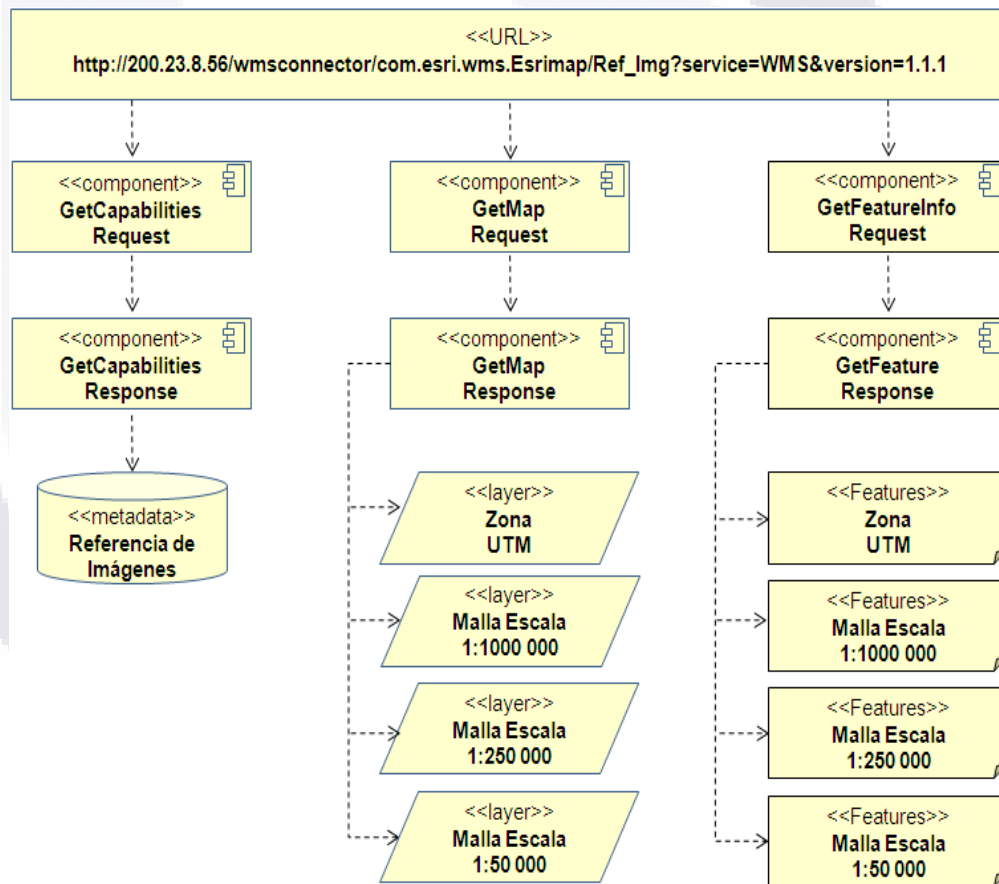 <<URL>>
http://200.23.8.56/wmsconnector/com.esri.wms.Esrimap/Ref_Img?service=WMS&version=1.1.1
<<component>>
GetCapabilities
Request
<<component>>
GetMap
Request
<<component>>
GetFeatureInfo
Request
<<component>>
GetCapabilities
Response
<<component>>
GetMap
Response
<<component>>
GetFeature
Response
<<metadata>>
Referencia de
Imágenes
<<layer>>
Zona
UTM
<<Features>>
Zona
UTM
<<layer>>
Malla Escala
1:1000 000
<<Features>>
Malla Escala
1:1000 000
<<layer>>
Malla Escala
1:250 000
<<Features>>
Malla Escala
1:250 000
<<layer>>
Malla Escala
1:50 000
<<Features>>
Malla Escala
1:50 000